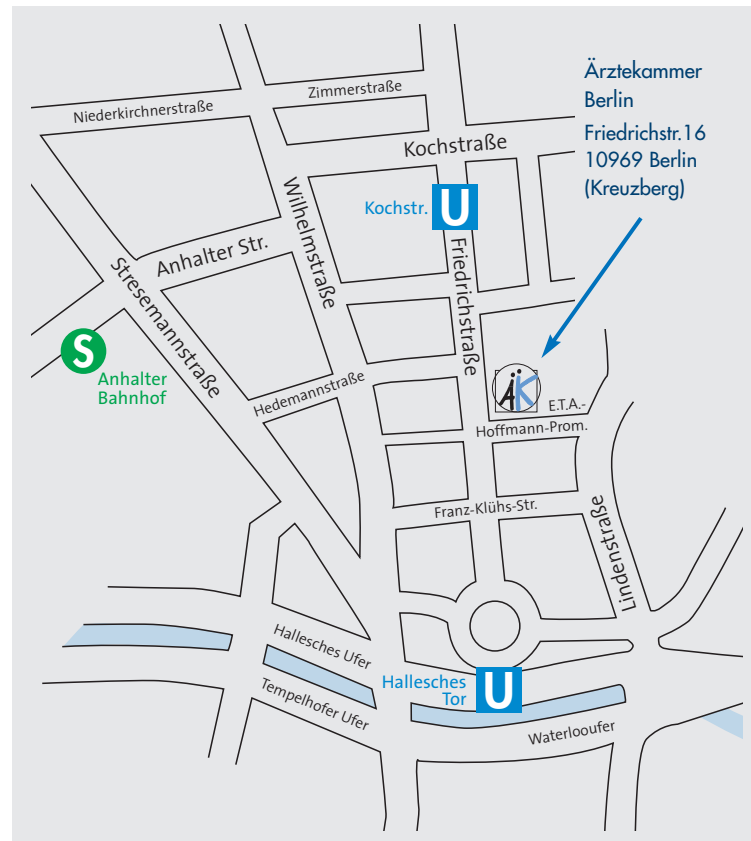 Ärztekammer
Berlin
Friedrichstr.16
10969 Berlin
(Kreuzberg)
Zimmerstraße
Niederkirchnerstraße
Kochstraße
Kochstr.
U
Wilhelmstraße
Anhalter Str.
Friedrichstraße
Stresemannstraße
S
Anhalter
Bahnhof
Hedemannstraße
ÄK
E.T.A.-
Hoffmann-Prom.
Franz-Klühs-Str.
Lindenstraße
Hallesches Ufer
Tempelhofer Ufer
Hallesches
Tor
U
Waterlooufer